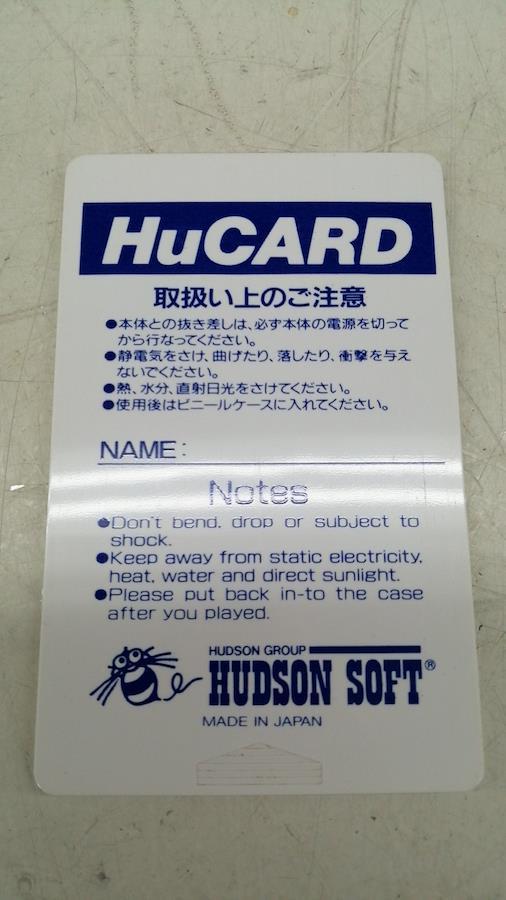 HuCARD
取扱い上のご注意
●本体との抜き差しは、必ず本体の電源を切って
から行なってください。
●静電気をさけ、曲げたり、落したり、衝撃を与え
ないでください。
●熱、水分、直射日光をさけてください。
●使用後はビニールケースに入れてください。
NAME:
Notes
●Don't bend, drop or subject to
shock.
●Keep away from static electricity,
heat, water and direct sunlight.
●Please put back in-to the case
after you played.
HUDSON GROUP
HUDSON SOFT®
MADE IN JAPAN